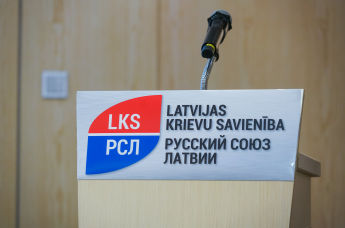 LKS
РСЛ
LATVIJAS
KRIEVU SAVIENĪBA
РУССКИЙ СОЮЗ
ЛАТВИИ